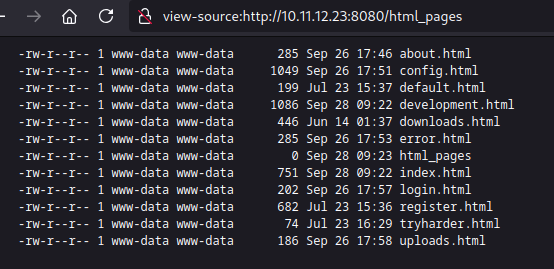 view-source:http://10.11.12.23:8080/html_pages
-rw-r--r-- 1 www-data www-data      285 Sep 26 17:46 about.html
-rw-r--r-- 1 www-data www-data     1049 Sep 26 17:51 config.html
-rw-r--r-- 1 www-data www-data      199 Jul 23 15:37 default.html
-rw-r--r-- 1 www-data www-data     1086 Sep 28 09:22 development.html
-rw-r--r-- 1 www-data www-data      446 Jun 14 01:37 downloads.html
-rw-r--r-- 1 www-data www-data      285 Sep 26 17:53 error.html
-rw-r--r-- 1 www-data www-data        0 Sep 28 09:23 html_pages
-rw-r--r-- 1 www-data www-data      751 Sep 28 09:22 index.html
-rw-r--r-- 1 www-data www-data      202 Sep 26 17:57 login.html
-rw-r--r-- 1 www-data www-data      682 Jul 23 15:36 register.html
-rw-r--r-- 1 www-data www-data       74 Jul 23 16:29 tryharder.html
-rw-r--r-- 1 www-data www-data      186 Sep 26 17:58 uploads.html